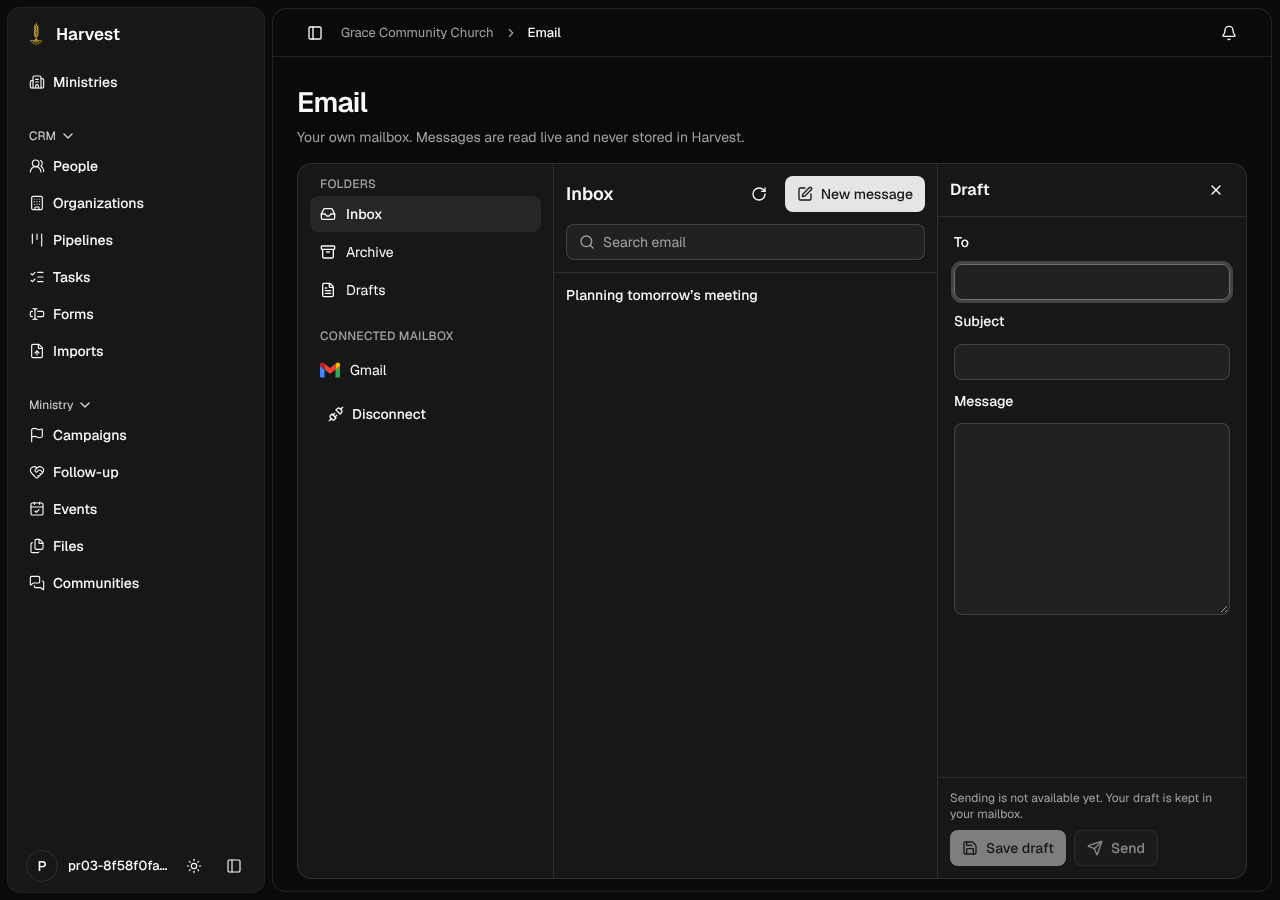 Harvest
Ministries
CRM
People
Organizations
Pipelines
Tasks
Forms
Imports
Ministry
Campaigns
Follow-up
Events
Files
Communities
P
pr03-8f58f0fa...
Grace Community Church > Email
Email
Your own mailbox. Messages are read live and never stored in Harvest.
FOLDERS
Inbox
Archive
Drafts
CONNECTED MAILBOX
Gmail
Disconnect
Inbox
New message
Search email
Planning tomorrow's meeting
Draft
To
Subject
Message
Sending is not available yet. Your draft is kept in
your mailbox.
Save draft
Send